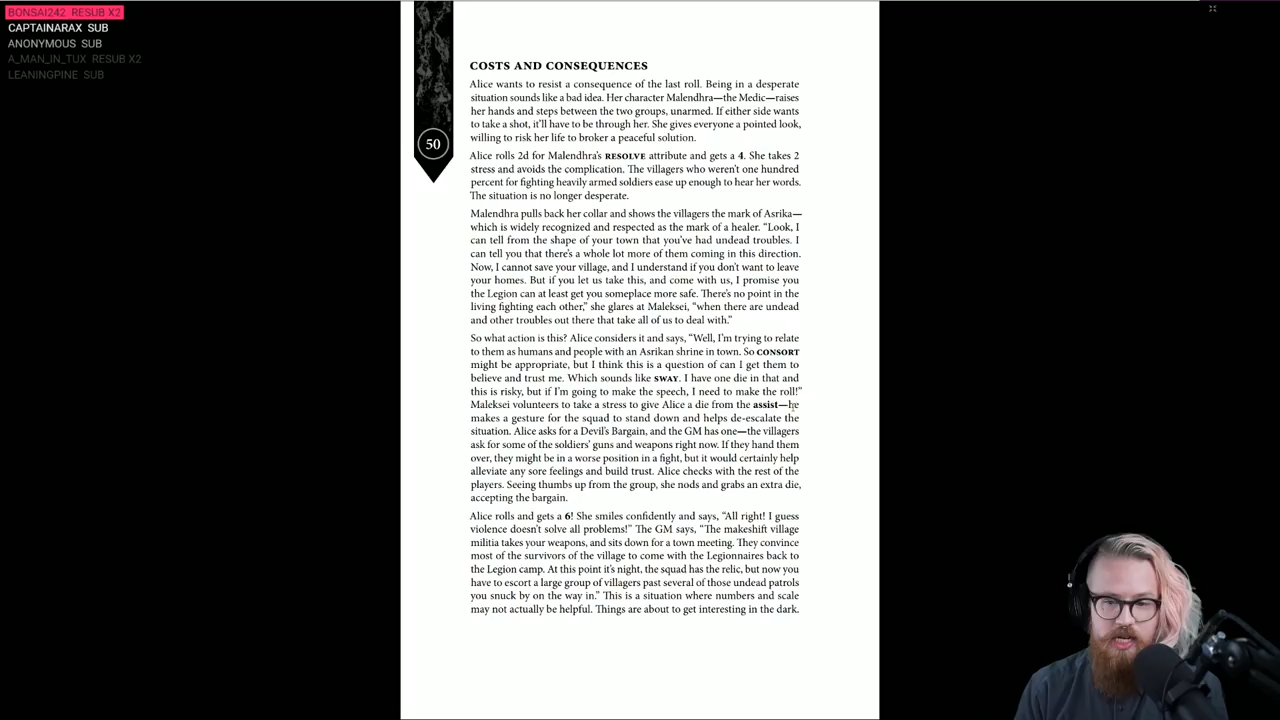 BONSAI242 RESUB X2
CAPTAINARAX SUB
ANONYMOUS SUB
A_MAN_IN_TUX RESUB X2
LEANINGPINE SUB
50
COSTS AND CONSEQUENCES
Alice wants to resist a consequence of the last roll. Being in a desperate
situation sounds like a bad idea. Her character Malendhra—the Medic—raises
her hands and steps between the two groups, unarmed. If either side wants
to take a shot, it'll have to be through her. She gives everyone a pointed look,
willing to risk her life to broker a peaceful solution.
Alice rolls 2d for Malendhra's RESOLVE attribute and gets a 4. She takes 2
stress and avoids the complication. The villagers who weren't one hundred
percent for fighting heavily armed soldiers ease up enough to hear her words.
The situation is no longer desperate.
Malendhra pulls back her collar and shows the villagers the mark of Asrika—
which is widely recognized and respected as the mark of a healer. "Look, I
can tell from the shape of your town that you've had undead troubles. I
can tell you that there's a whole lot more of them coming in this direction.
Now, I cannot save your village, and I understand if you don't want to leave
your homes. But if you let us take this, and come with us, I promise you
the Legion can at least get you someplace more safe. There's no point in the
living fighting each other," she glares at Maleksei, "when there are undead
and other troubles out there that take all of us to deal with."
So what action is this? Alice considers it and says, "Well, I'm trying to relate
to them as humans and people with an Asrikan shrine in town. So CONSORT
might be appropriate, but I think this is a question of can I get them to
believe and trust me. Which sounds like SWAY. I have one die in that and
this is risky, but if I'm going to make the speech, I need to make the roll!"
Maleksei volunteers to take a stress to give Alice a die from the assist—he
makes a gesture for the squad to stand down and helps de-escalate the
situation. Alice asks for a Devil's Bargain, and the GM has one—the villagers
ask for some of the soldiers' guns and weapons right now. If they hand them
over, they might be in a worse position in a fight, but it would certainly help
alleviate any sore feelings and build trust. Alice checks with the rest of the
players. Seeing thumbs up from the group, she nods and grabs an extra die,
accepting the bargain.
Alice rolls and gets a 6! She smiles confidently and says, "All right! I guess
violence doesn't solve all problems!" The GM says, "The makeshift village
militia takes your weapons, and sits down for a town meeting. They convince
most of the survivors of the village to come with the Legionnaires back to
the Legion camp. At this point it's night, the squad has the relic, but now you
have to escort a large group of villagers past several of those undead patrols
you snuck by on the way in." This is a situation where numbers and scale
may not actually be helpful. Things are about to get interesting in the dark.